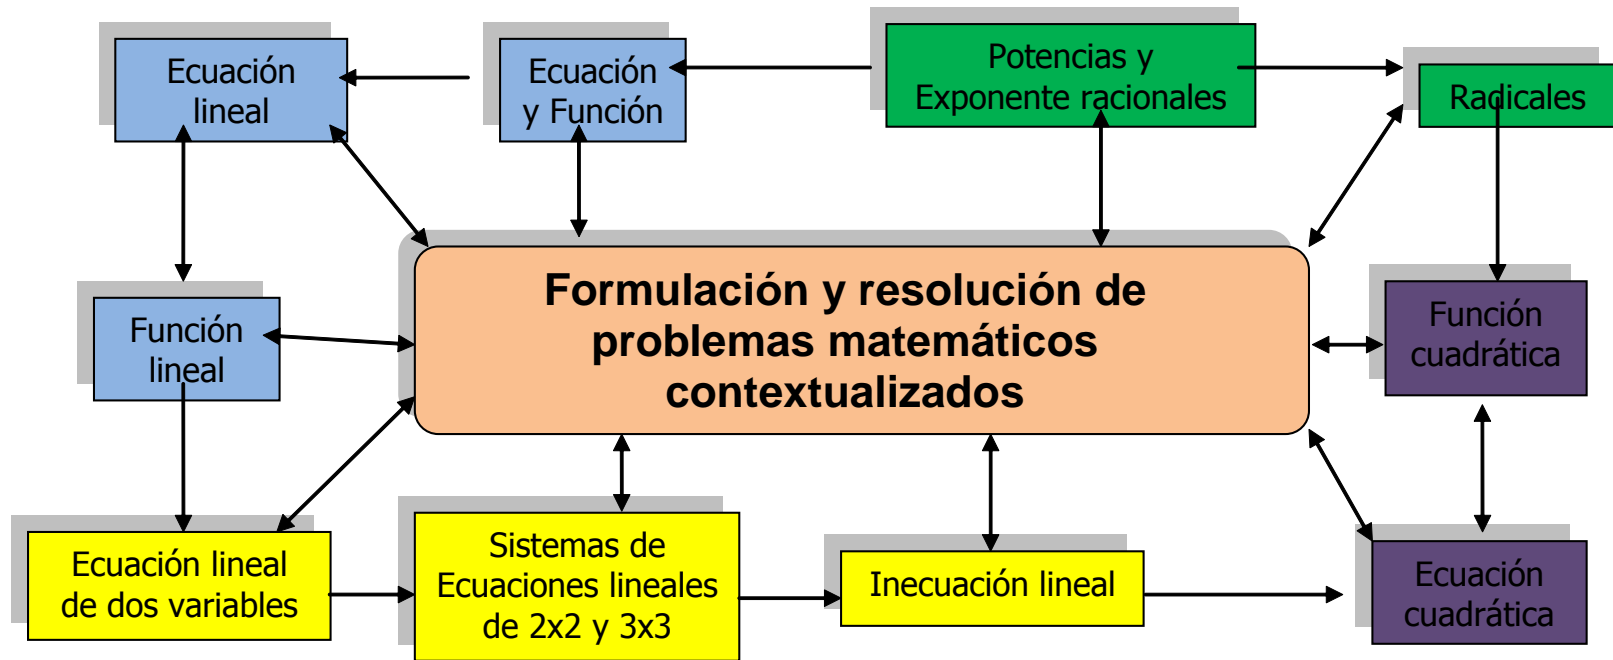 Ecuación
lineal
Ecuación
y Función
Potencias y
Exponente racionales
Radicales
Formulación y resolución de
problemas matemáticos
contextualizados
Función
lineal
Función
cuadrática
Ecuación lineal
de dos variables
Sistemas de
Ecuaciones lineales
de 2x2 y 3x3
Inecuación lineal
Ecuación
cuadrática